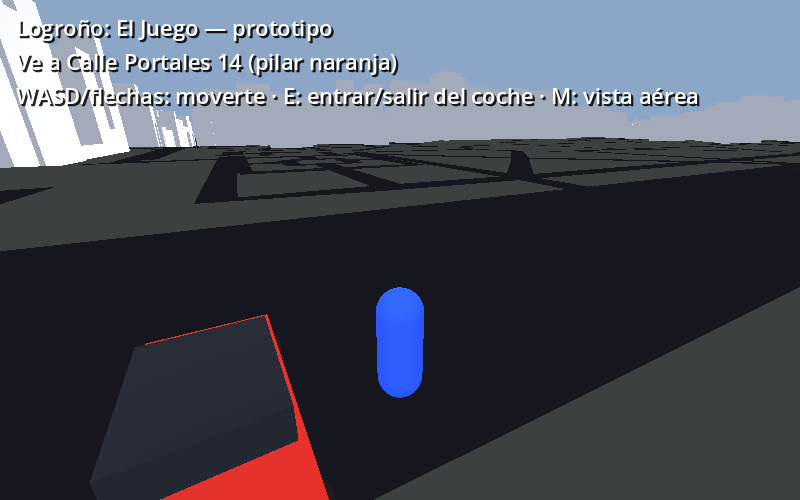 Logroño: El Juego — prototipo
Ve a Calle Portales 14 (pilar naranja)
WASD/flechas: moverte · E: entrar/salir del coche · M: vista aérea